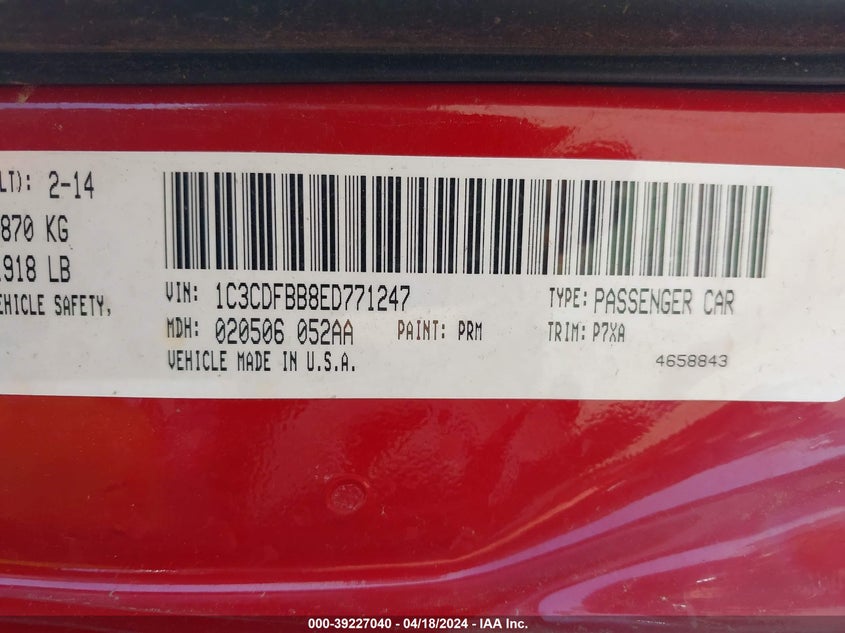 LT): 2-14
870 KG
918 LB
EHICLE SAFETY,
VIN: 1C3CDFBB8ED771247 TYPE: PASSENGER CAR
MDH: 020506 052AA PAINT: PRM TRIM: P7XA
VEHICLE MADE IN U.S.A. 4658843
000-39227040 - 04/18/2024 - IAA Inc.